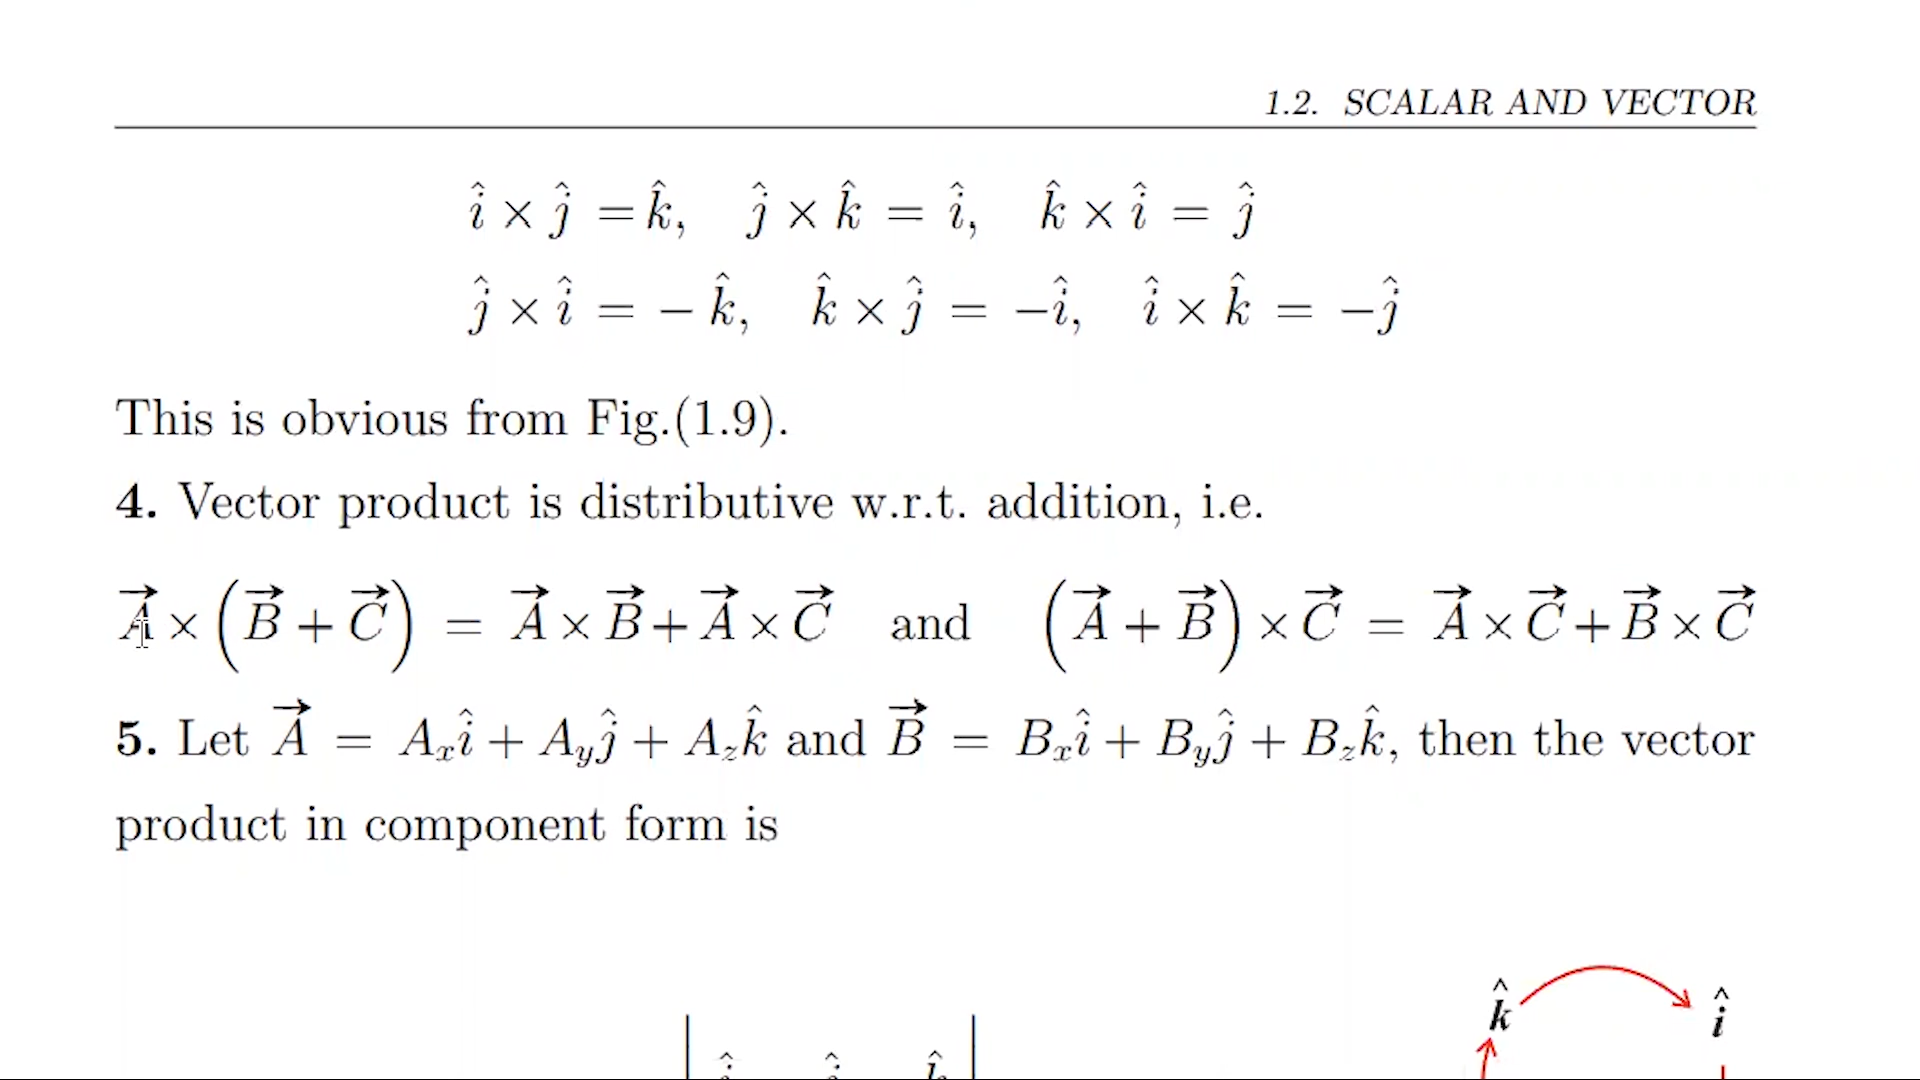 1.2. SCALAR AND VECTOR
î × ĵ = k̂, ĵ × k̂ = î, k̂ × î = ĵ
ĵ × î = − k̂, k̂ × ĵ = −î, î × k̂ = −ĵ
This is obvious from Fig.(1.9).
4. Vector product is distributive w.r.t. addition, i.e.
A⃗ × (B⃗ + C⃗) = A⃗ × B⃗ + A⃗ × C⃗ and (A⃗ + B⃗) × C⃗ = A⃗ × C⃗ + B⃗ × C⃗
5. Let A⃗ = Aₓî + A_yĵ + A_zk̂ and B⃗ = Bₓî + B_yĵ + B_zk̂, then the vector
product in component form is
k̂ î